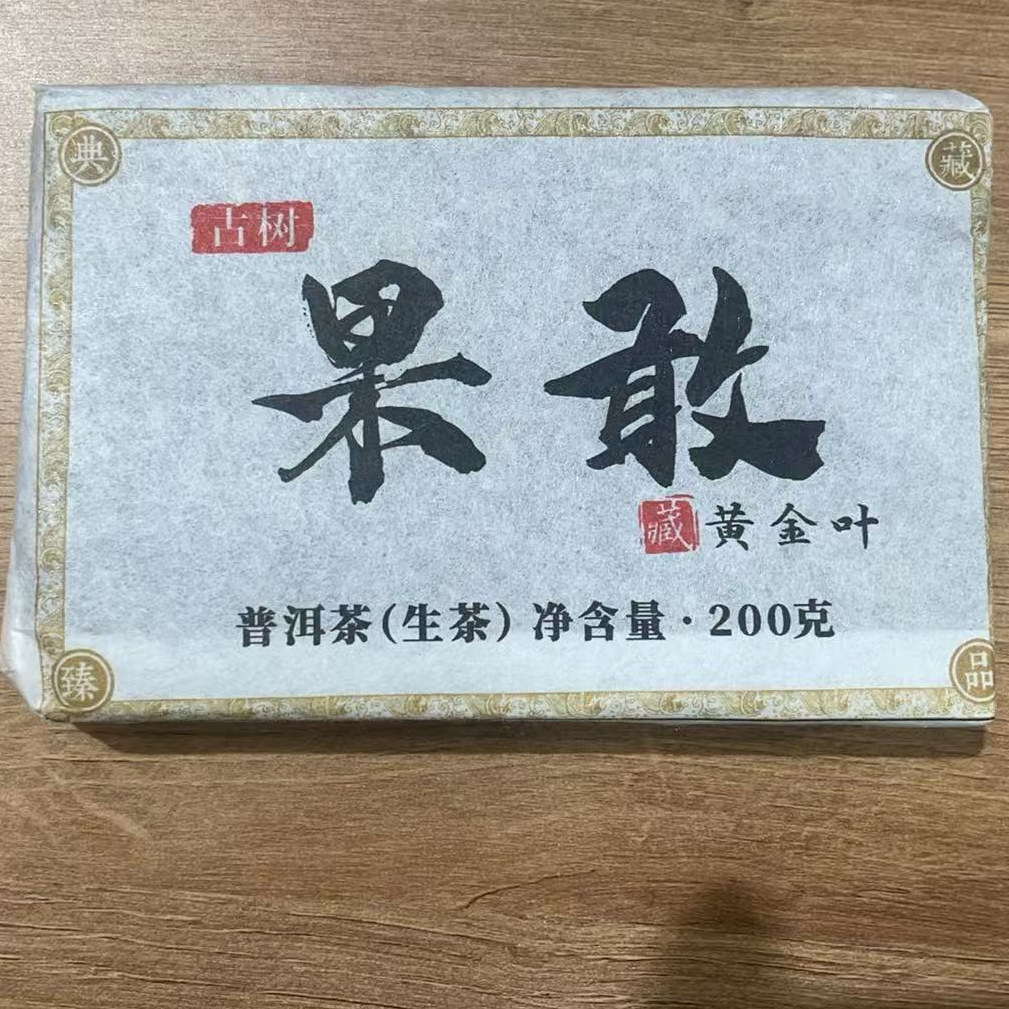 典 藏
古树
果敢
藏 黄金叶
普洱茶(生茶) 净含量·200克
臻 品